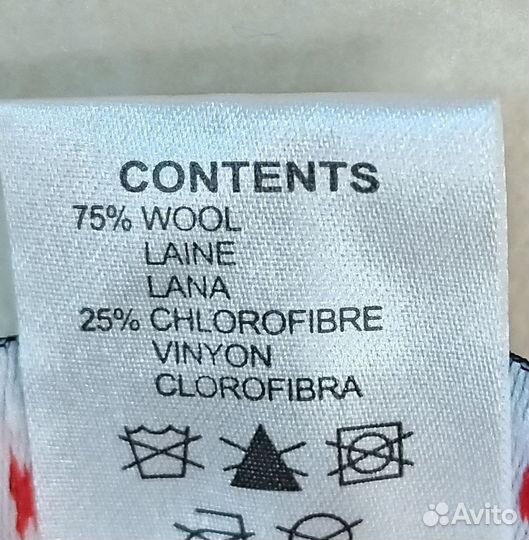 CONTENTS
75% WOOL
LAINE
LANA
25% CHLOROFIBRE
VINYON
CLOROFIBRA
Avito